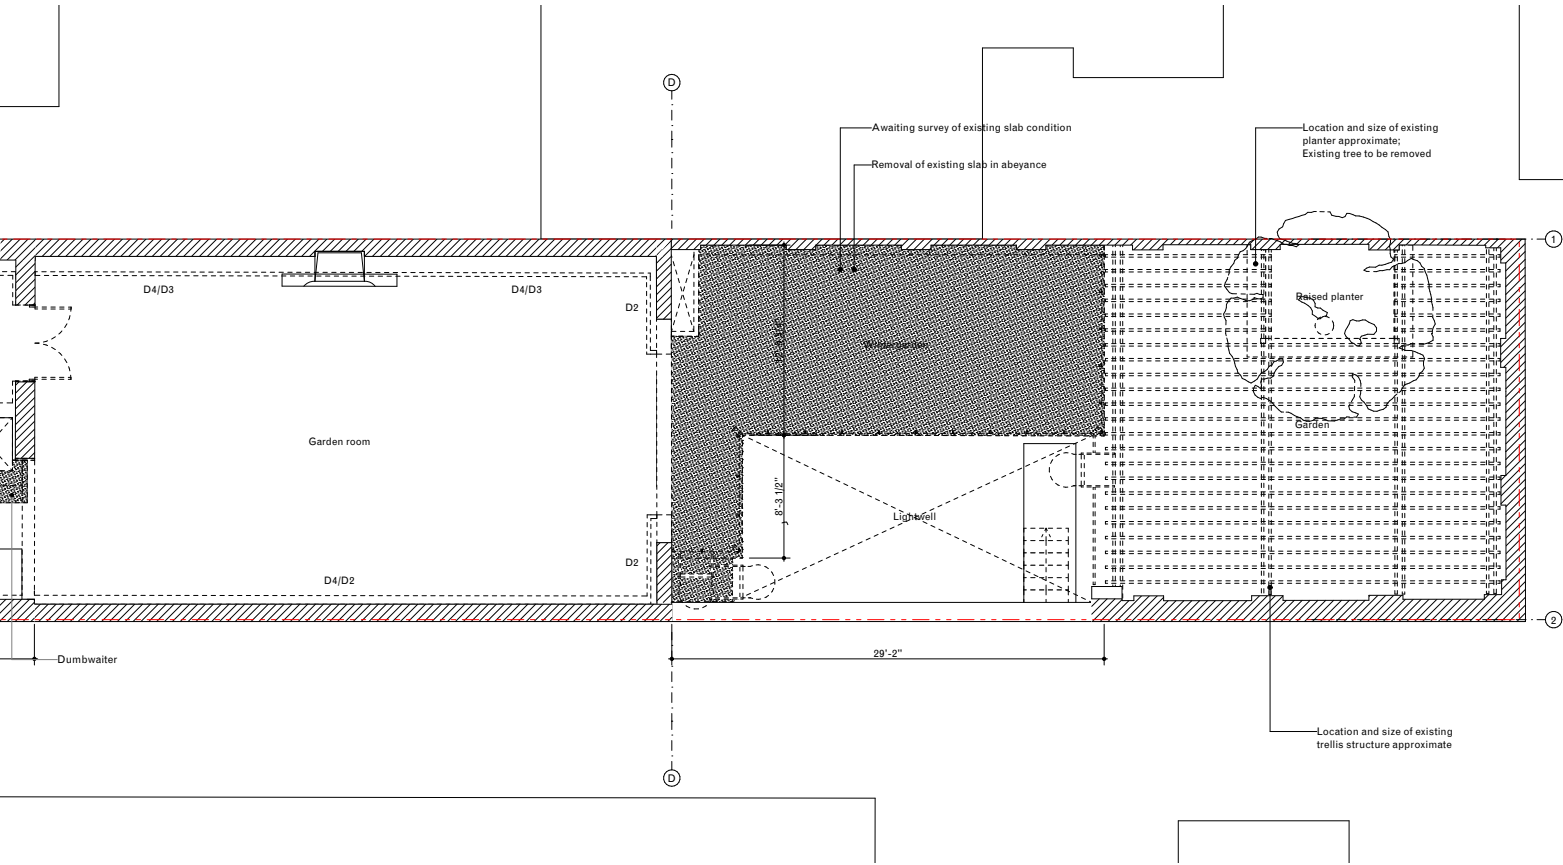 D
Awaiting survey of existing slab condition
Removal of existing slab in abeyance
Location and size of existing
planter approximate;
Existing tree to be removed
1
D4/D3
D4/D3
D2
Raised planter
Wintergarden
Garden
Garden room
8'-3 1/2"
Lightwell
D2
D4/D2
2
Dumbwaiter
29'-2"
Location and size of existing
trellis structure approximate
D